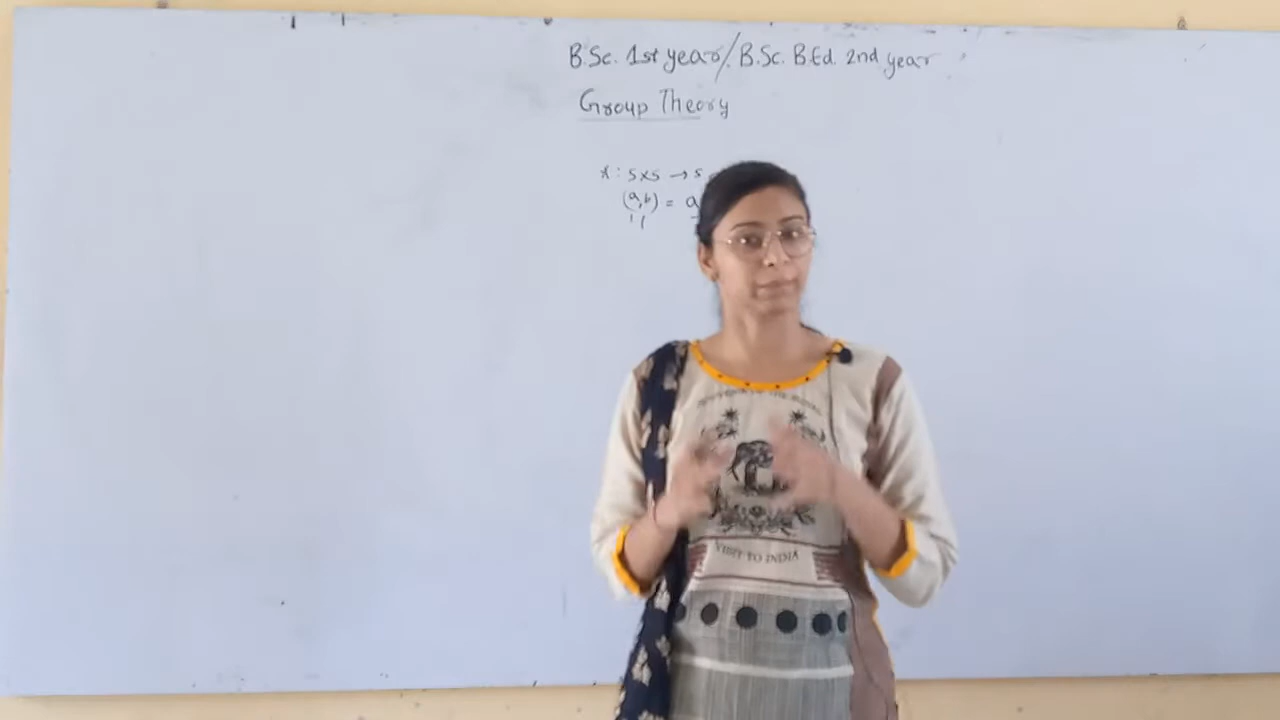 B.Sc. 1st year/B.Sc. B.Ed. 2nd year
Group Theory
* : S×S → S
(a,b) = a
VISIT TO INDIA